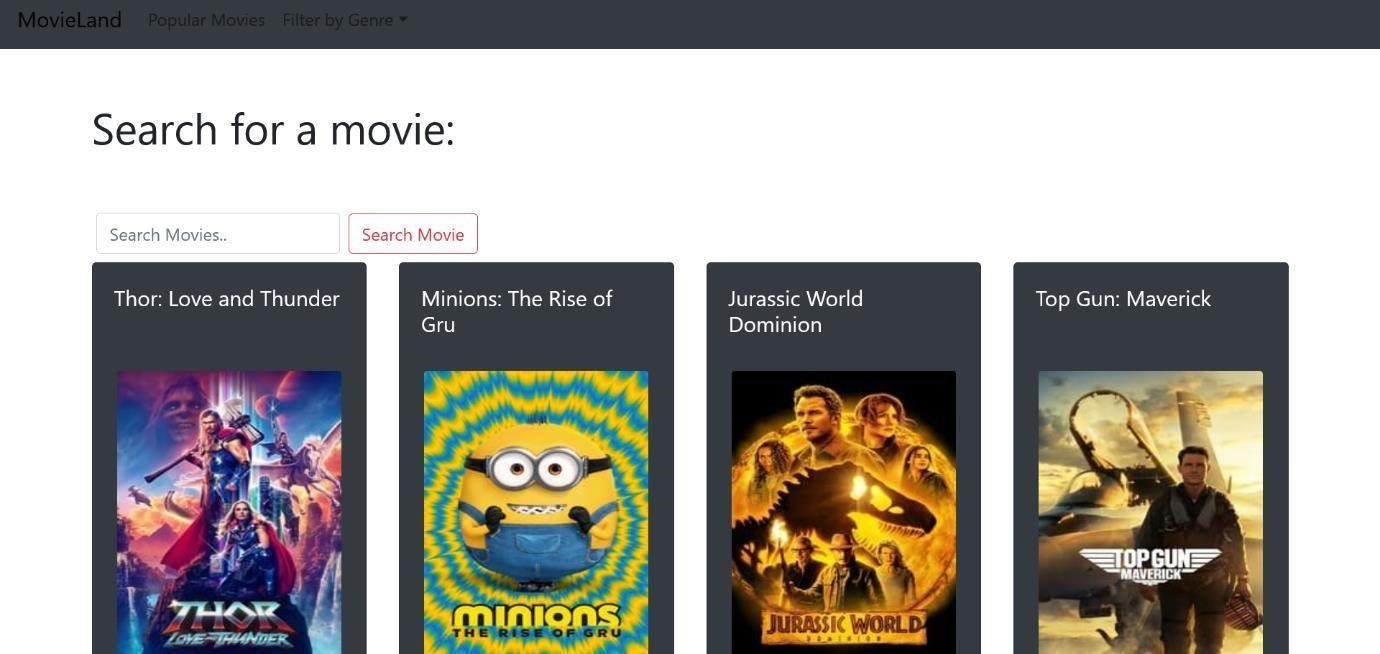 MovieLand Popular Movies Filter by Genre
Search for a movie:
Search Movies.. Search Movie
Thor: Love and Thunder
Minions: The Rise of
Gru
Jurassic World
Dominion
Top Gun: Maverick
THOR
LOVE AND THUNDER
MINIONS
THE RISE OF GRU
JURASSIC WORLD
DOMINION
TOP GUN
MAVERICK